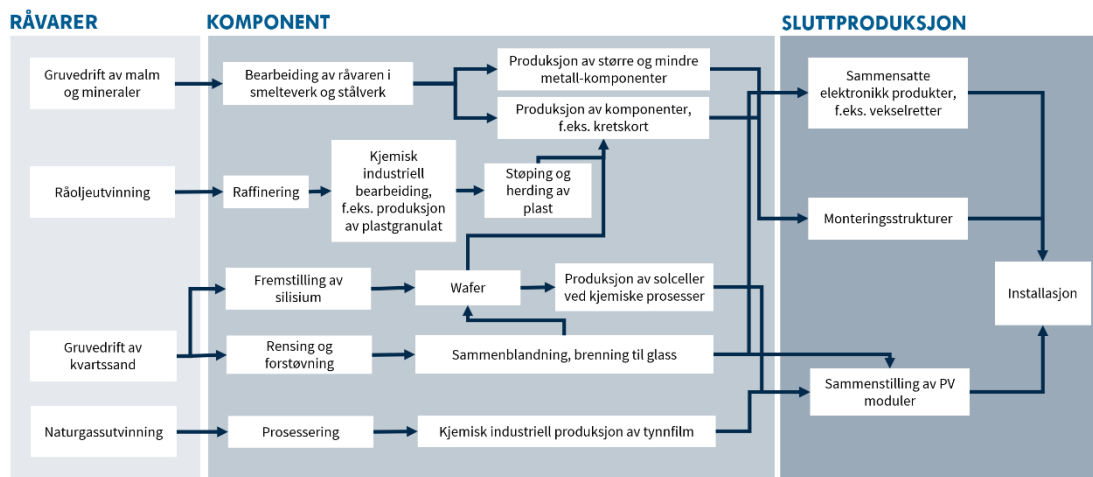 RÅVARER
KOMPONENT
SLUTTPRODUKSJON
Gruvedrift av malm
og mineraler
Bearbeiding av råvaren i
smelteverk og stålverk
Produksjon av større og mindre
metall-komponenter
Produksjon av komponenter,
f.eks. kretskort
Sammensatte
elektronikk produkter,
f.eks. vekselretter
Råoljeutvinning
Raffinering
Kjemisk
industriell
bearbeiding,
f.eks. produksjon
av plastgranulat
Støping og
herding av
plast
Monteringsstrukturer
Gruvedrift av
kvartssand
Fremstilling av
silisium
Wafer
Produksjon av solceller
ved kjemiske prosesser
Installasjon
Rensing og
forstøvning
Sammenblandning, brenning til glass
Sammenstilling av PV
moduler
Naturgassutvinning
Prosessering
Kjemisk industriell produksjon av tynnfilm